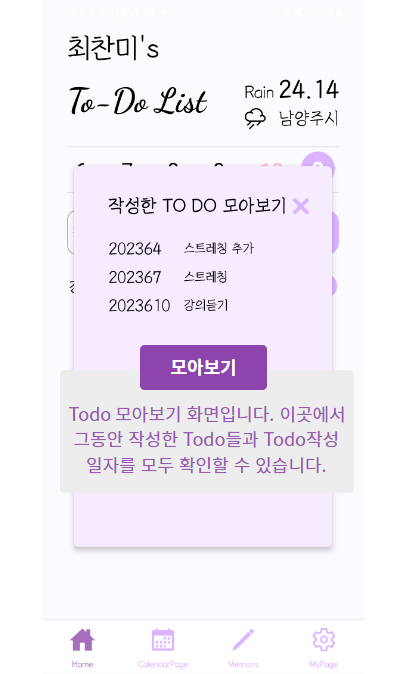 최찬미's
To-Do List
Rain 24.14
남양주시
작성한 TO DO 모아보기
202364 스트레칭 추가
202367 스트레칭
2023610 강의듣기
모아보기
Todo 모아보기 화면입니다. 이곳에서
그동안 작성한 Todo들과 Todo작성
일자를 모두 확인할 수 있습니다.
Home CalendarPage Memoirs MyPage